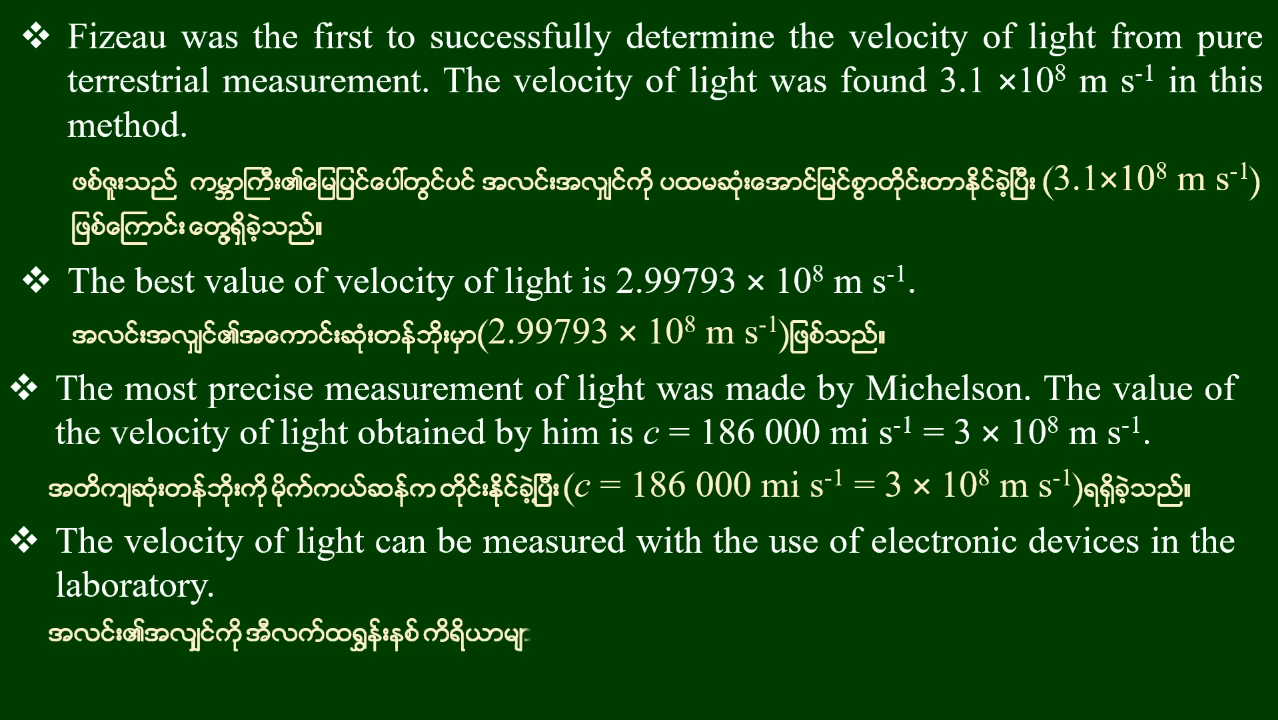 ❖ Fizeau was the first to successfully determine the velocity of light from pure
terrestrial measurement. The velocity of light was found 3.1 ×10⁸ m s⁻¹ in this
method.
ဖစ်ဇူးသည် ကမ္ဘာကြီး၏မြေပြင်ပေါ်တွင်ပင် အလင်းအလျှင်ကို ပထမဆုံးအောင်မြင်စွာတိုင်းတာနိုင်ခဲ့ပြီး (3.1×10⁸ m s⁻¹)
ဖြစ်ကြောင်း တွေ့ရှိခဲ့သည်။
❖ The best value of velocity of light is 2.99793 × 10⁸ m s⁻¹.
အလင်းအလျှင်၏အကောင်းဆုံးတန်ဘိုးမှာ(2.99793 × 10⁸ m s⁻¹)ဖြစ်သည်။
❖ The most precise measurement of light was made by Michelson. The value of
the velocity of light obtained by him is c = 186 000 mi s⁻¹ = 3 × 10⁸ m s⁻¹.
အတိကျဆုံးတန်ဘိုးကို မိုက်ကယ်ဆန်က တိုင်းနိုင်ခဲ့ပြီး (c = 186 000 mi s⁻¹ = 3 × 10⁸ m s⁻¹)ရရှိခဲ့သည်။
❖ The velocity of light can be measured with the use of electronic devices in the
laboratory.
အလင်း၏အလျှင်ကို အီလက်ထရွန်းနစ် ကိရိယာမျာ